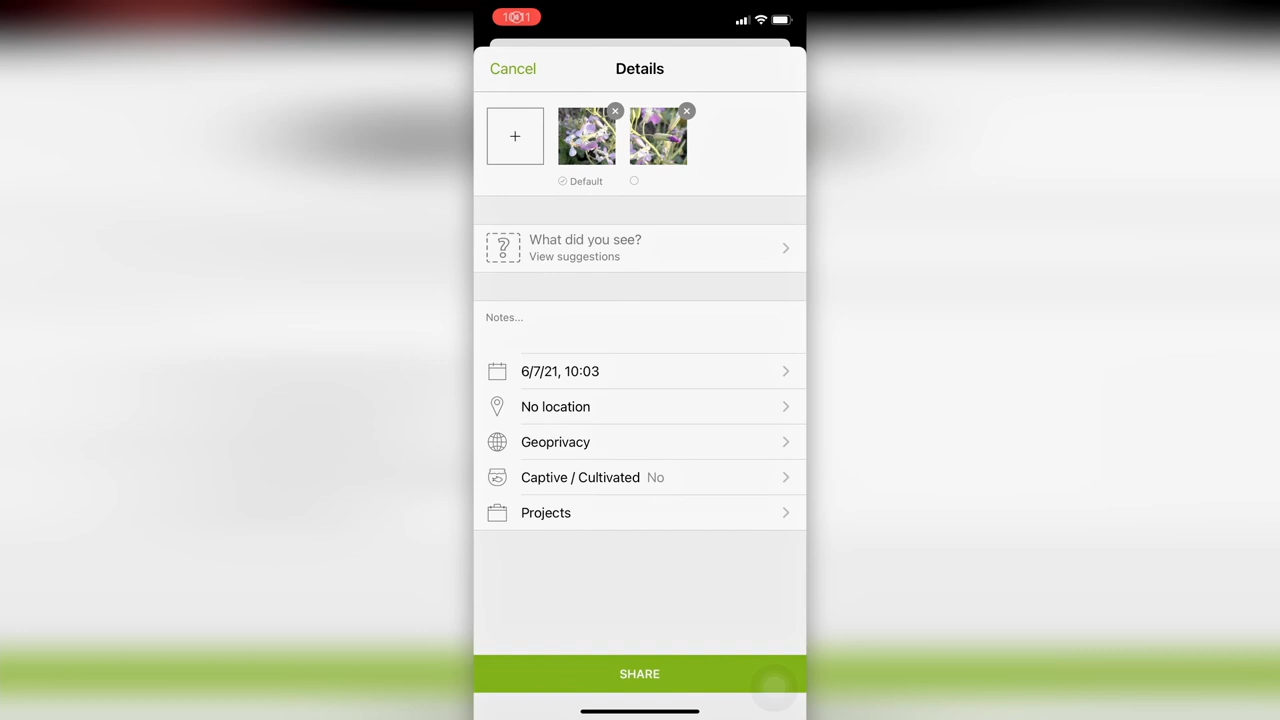 Cancel
Details
Default
What did you see?
View suggestions
Notes...
6/7/21, 10:03
No location
Geoprivacy
Captive / Cultivated No
Projects
SHARE